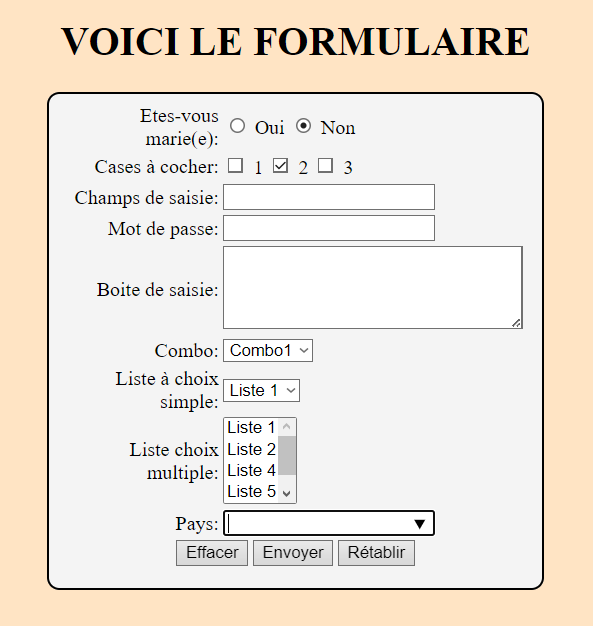 VOICI LE FORMULAIRE
Etes-vous
marie(e): Oui Non
Cases à cocher: 1 2 3
Champs de saisie:
Mot de passe:
Boite de saisie:
Combo: Combo1
Liste à choix
simple: Liste 1
Liste choix
multiple:
Liste 1
Liste 2
Liste 4
Liste 5
Pays:
Effacer Envoyer Rétablir